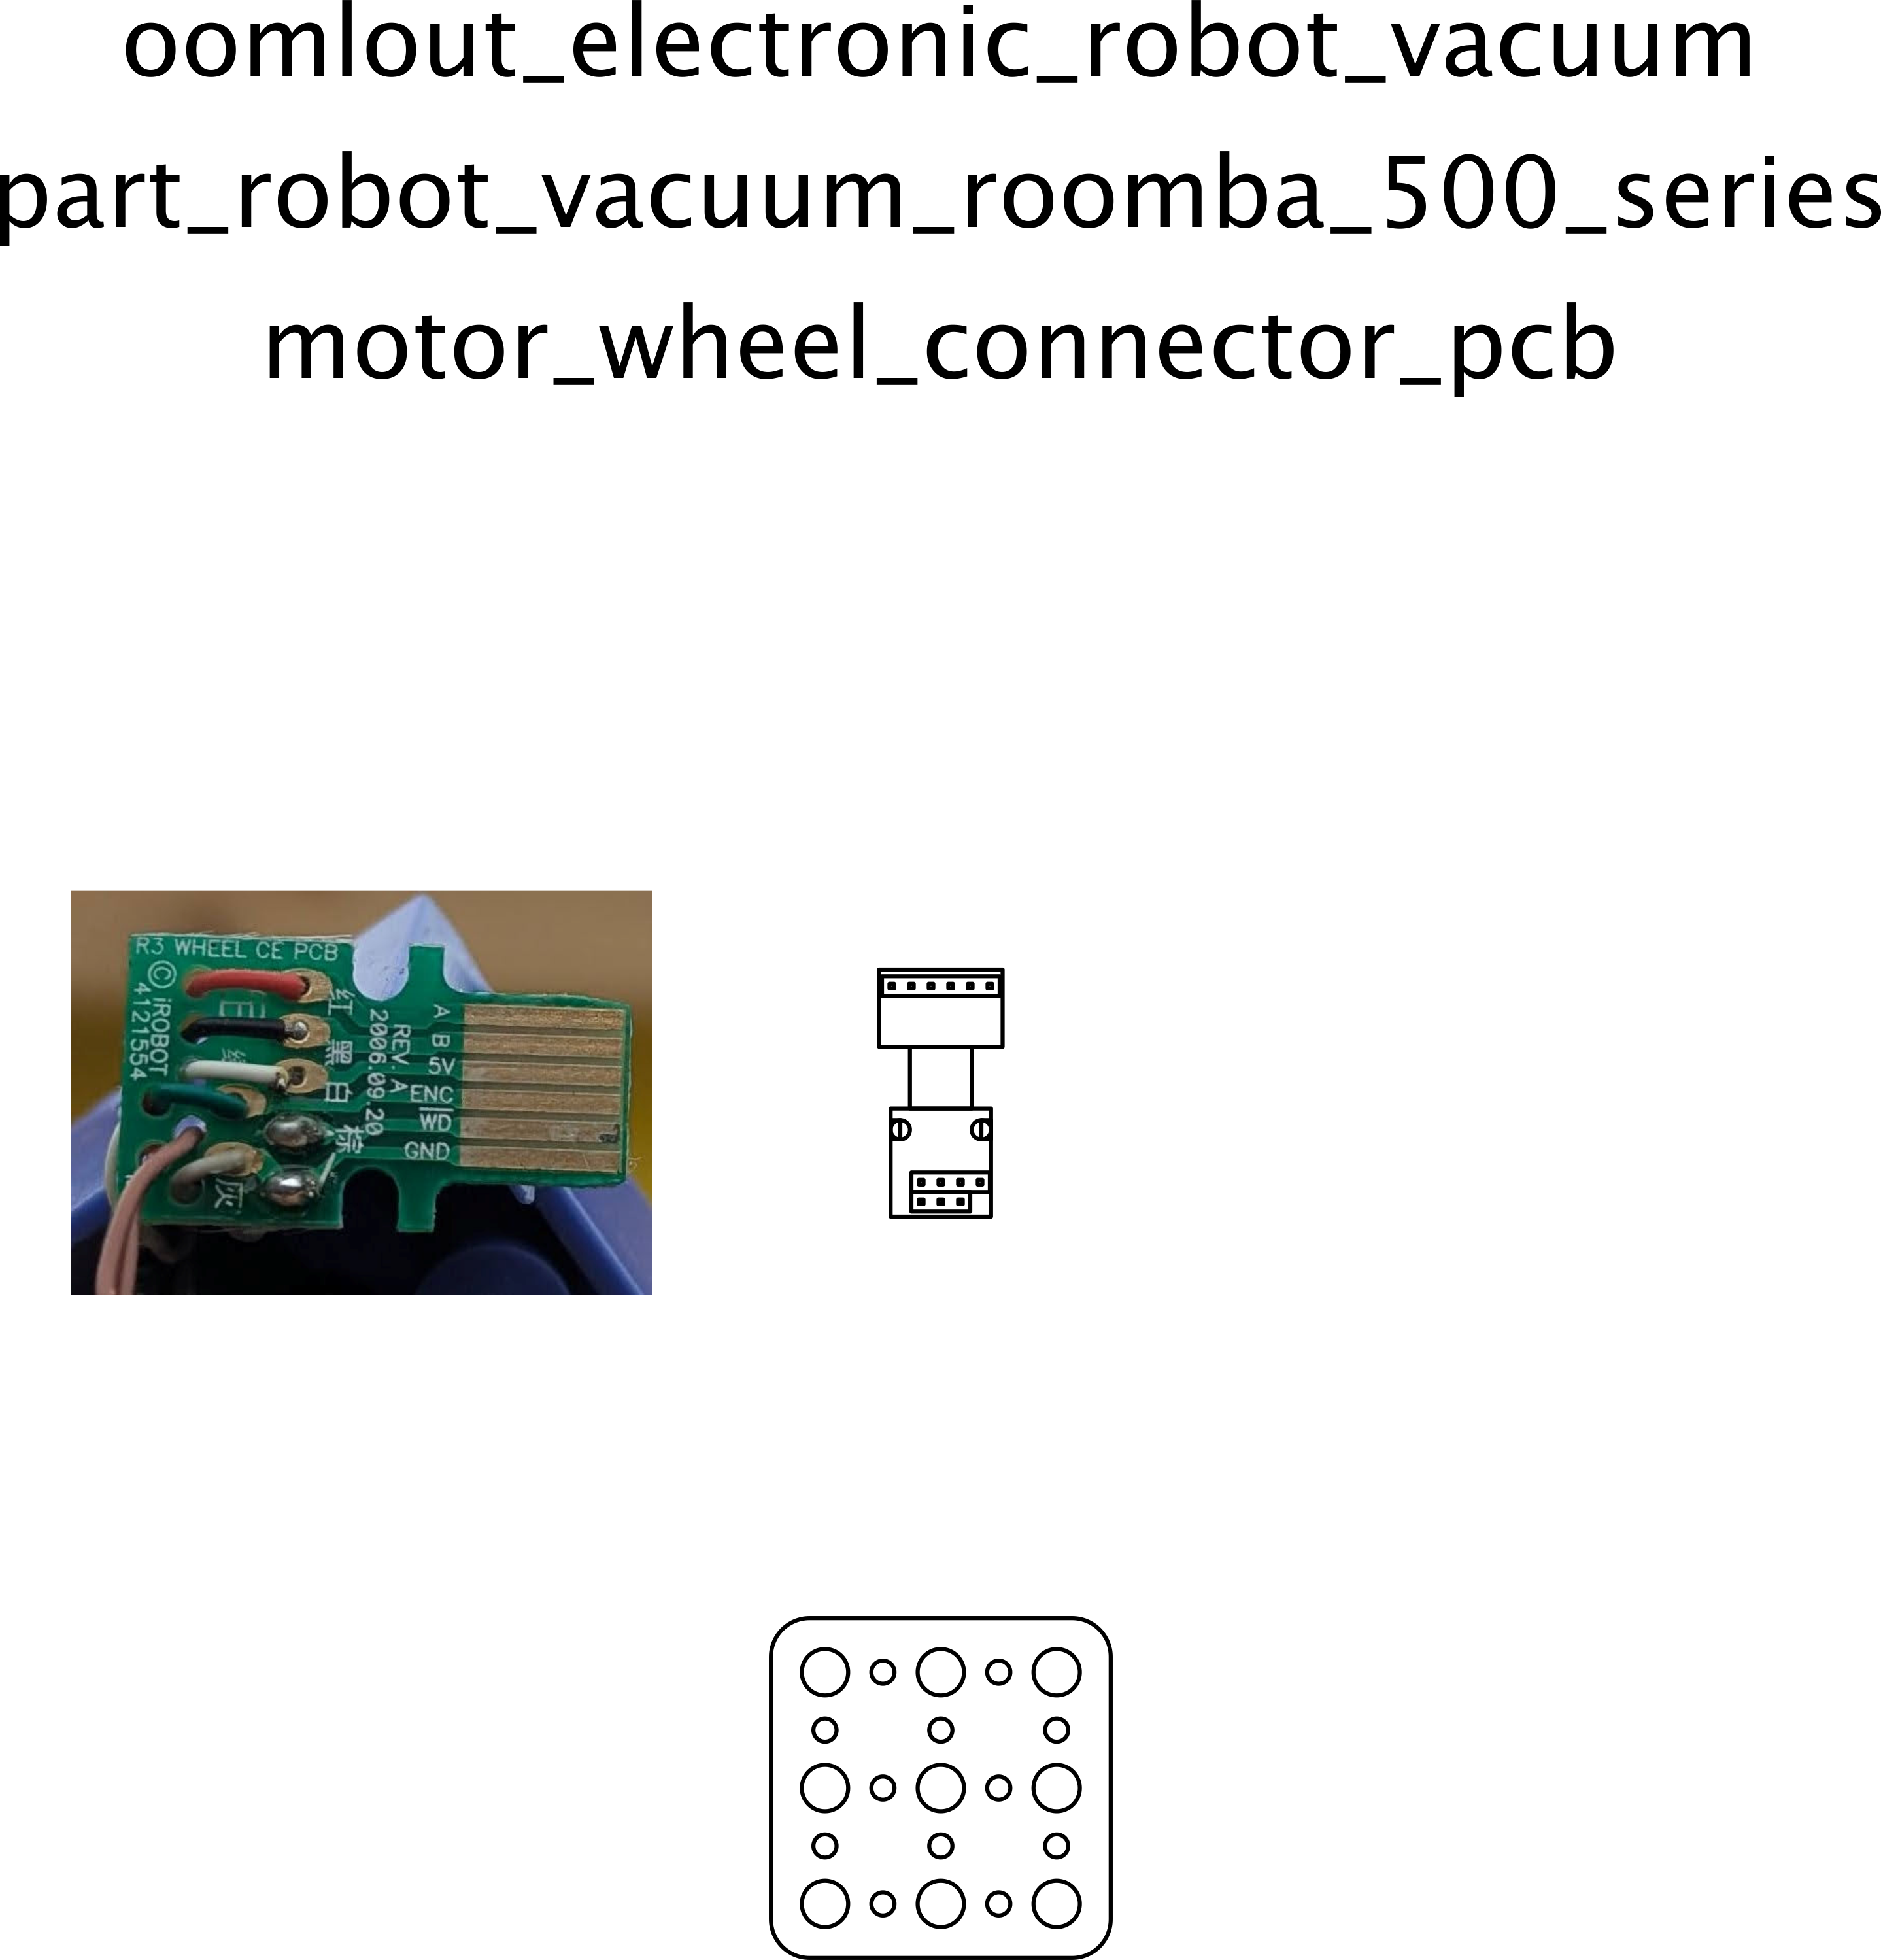 oomlout_electronic_robot_vacuum
part_robot_vacuum_roomba_500_series
motor_wheel_connector_pcb
R3 WHEEL CE PCB
© iROBOT
4121554
红
黑
白
棕
灰
REV. A
2006.09.20
A
B
5V
ENC
WD
GND